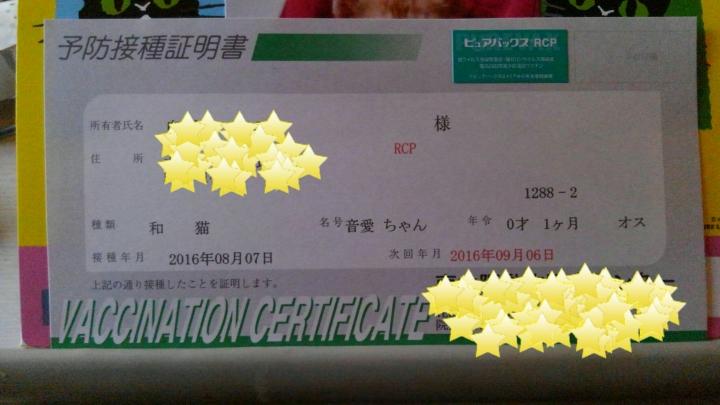 予防接種証明書
ピュアバックス RCP
所有者氏名 様
住 所 RCP
1288-2
種類 和 猫 名号 音愛 ちゃん 年令 0才 1ヶ月 オス
接種年月 2016年08月07日 次回年月 2016年09月06日
上記の通り接種したことを証明します。
VACCINATION CERTIFICATE